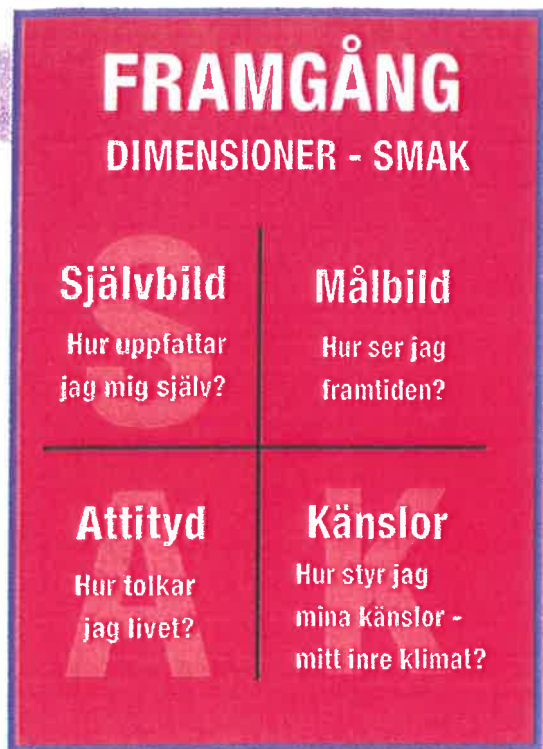 FRAMGÅNG
DIMENSIONER - SMAK
S
Självbild
Hur uppfattar
jag mig själv?
Målbild
Hur ser jag
framtiden?
A
Attityd
Hur tolkar
jag livet?
K
Känslor
Hur styr jag
mina känslor -
mitt inre klimat?